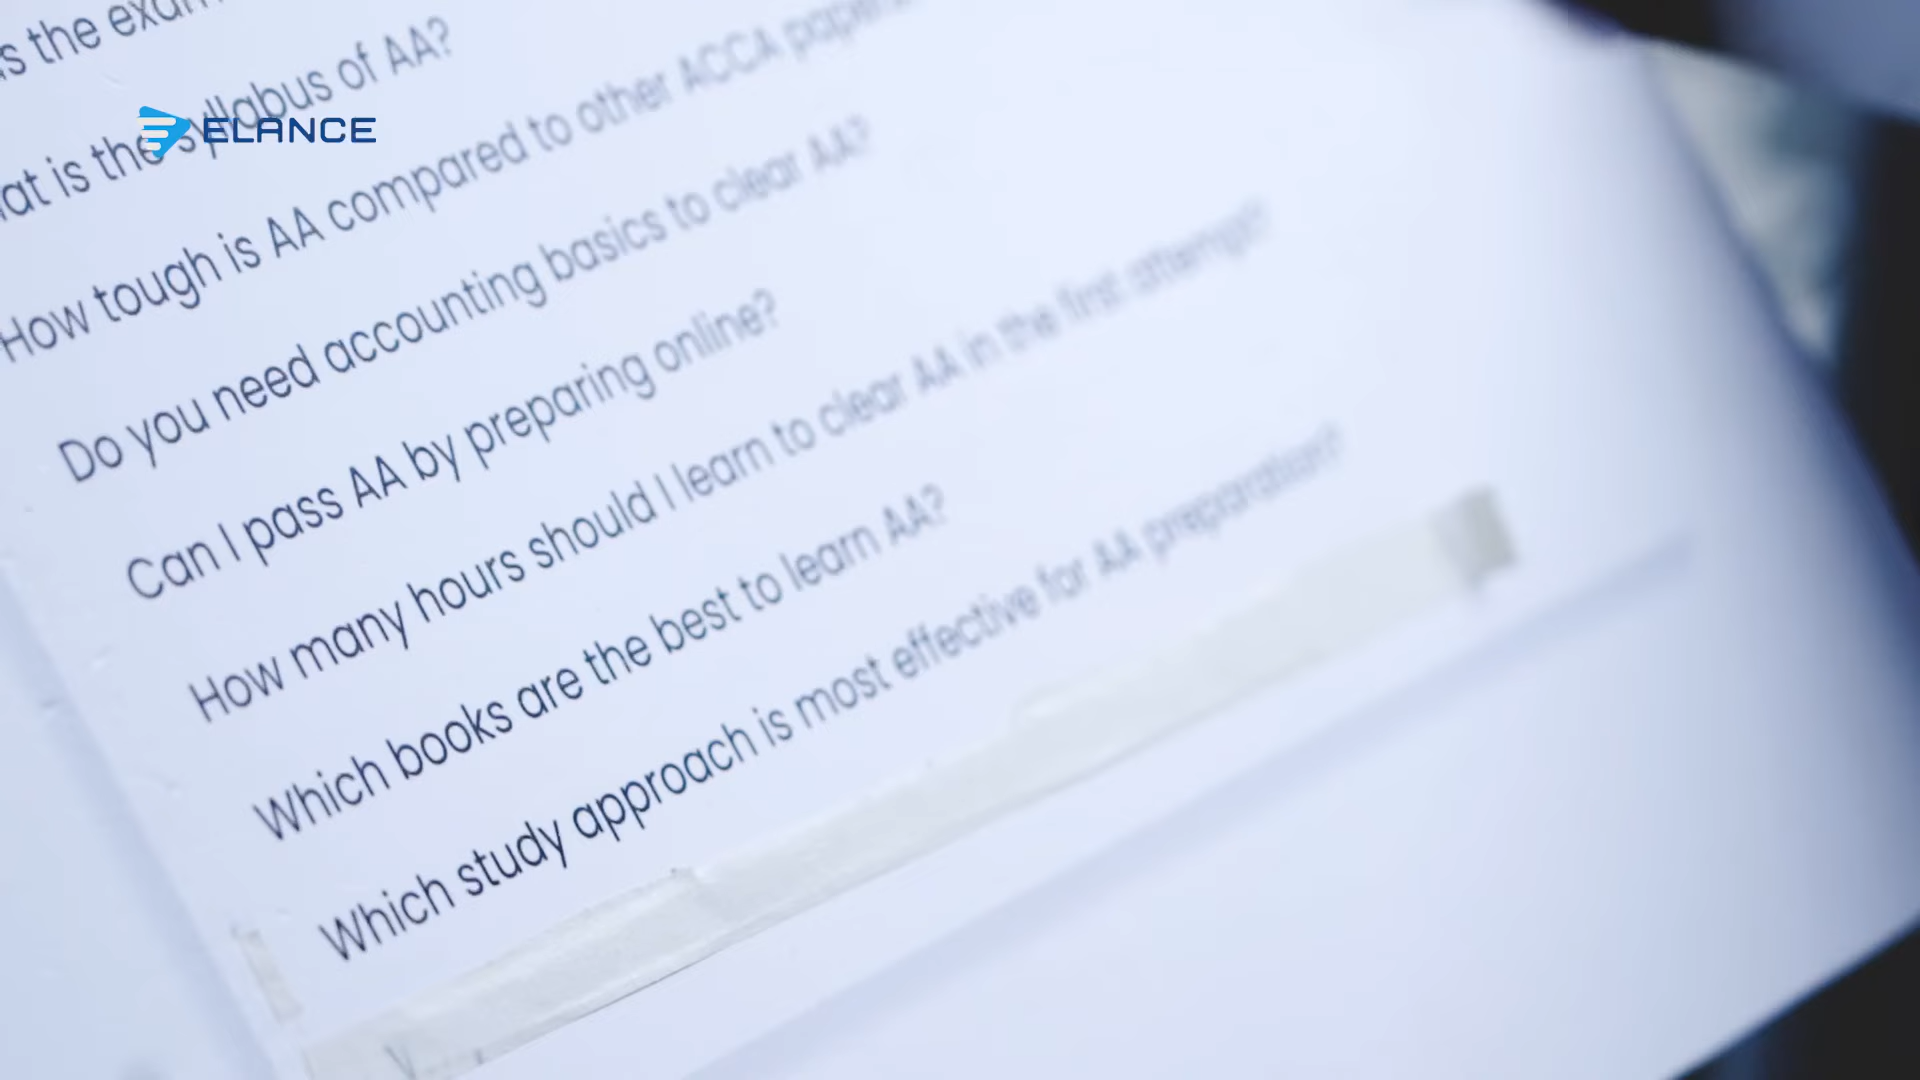 s the exam
at is the syllabus of AA?
ELANCE
How tough is AA compared to other ACCA papers
Do you need accounting basics to clear AA?
Can I pass AA by preparing online?
How many hours should I learn to clear AA in the first attempt?
Which books are the best to learn AA?
Which study approach is most effective for AA preparation?